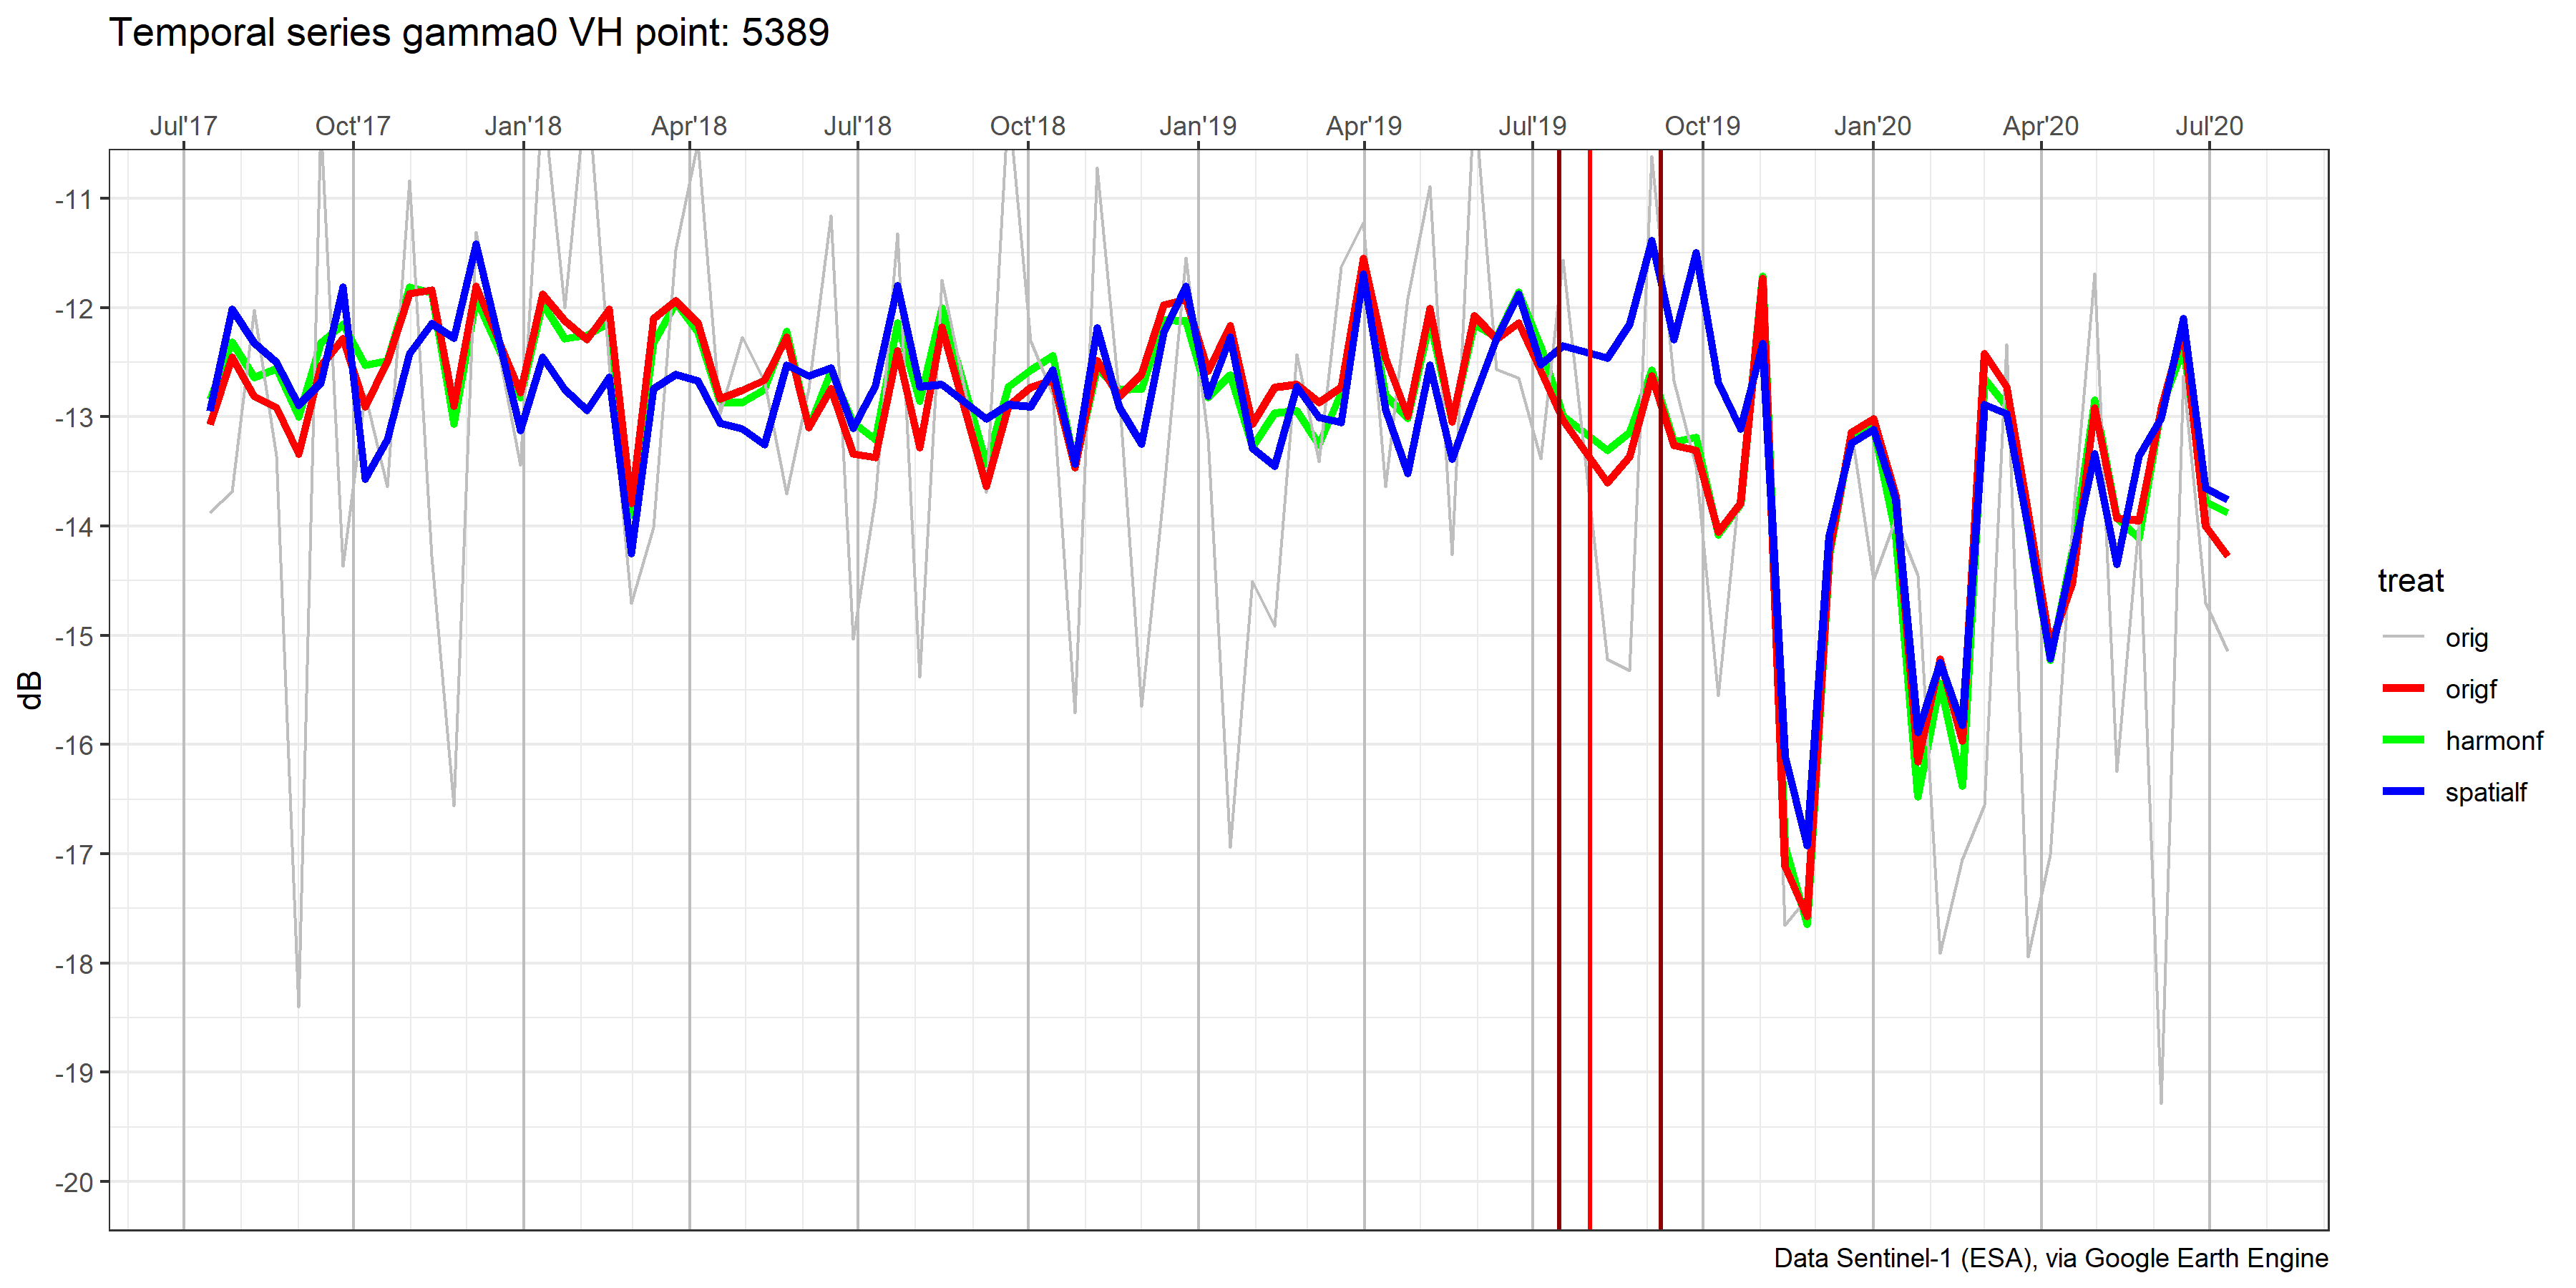 Temporal series gamma0 VH point: 5389
Jul'17 Oct'17 Jan'18 Apr'18 Jul'18 Oct'18 Jan'19 Apr'19 Jul'19 Oct'19 Jan'20 Apr'20 Jul'20
-11
-12
-13
-14
-15
-16
-17
-18
-19
-20
dB
treat
orig
origf
harmonf
spatialf
Data Sentinel-1 (ESA), via Google Earth Engine